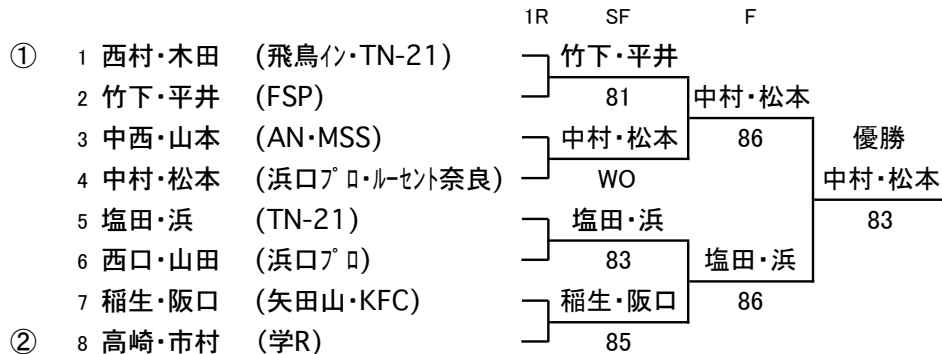 1R SF F
① 1 西村・木田 (飛鳥イン・TN-21) 竹下・平井
2 竹下・平井 (FSP) 81 中村・松本
3 中西・山本 (AN・MSS) 中村・松本 86 優勝
4 中村・松本 (浜口プロ・ルーセント奈良) WO 中村・松本
5 塩田・浜 (TN-21) 塩田・浜 83
6 西口・山田 (浜口プロ) 83 塩田・浜
7 稲生・阪口 (矢田山・KFC) 稲生・阪口 86
② 8 高崎・市村 (学R) 85